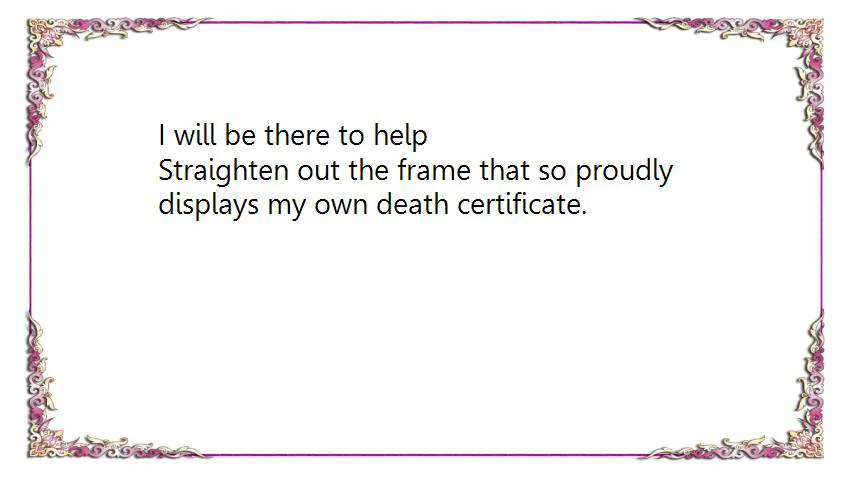 I will be there to help
Straighten out the frame that so proudly
displays my own death certificate.